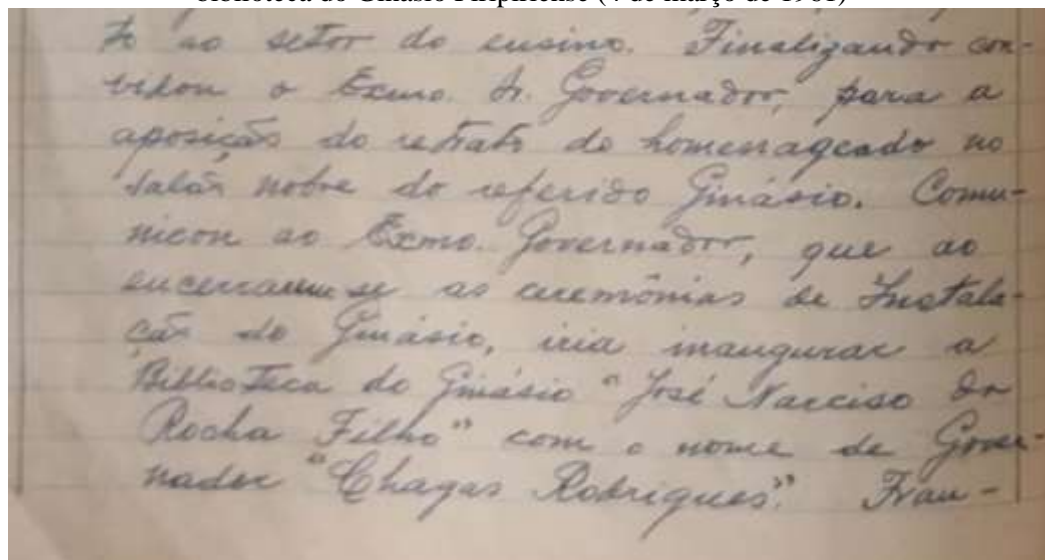 biblioteca do Ginásio Piripiriense (4 de março de 1961)
to ao setor do ensino. Finalizando con-
vidou o Exmo. Sr. Governador, para a
aposição do retrato do homenageado no
salão nobre do referido Ginásio. Comu-
nicou ao Exmo. Governador, que ao
encerrarem se as ceremônias de Instala-
ção do Ginásio, iria inaugurar a
Biblioteca do Ginásio "José Narciso da
Rocha Filho" com o nome de Gover-
nador "Chagas Rodrigues." Fran-